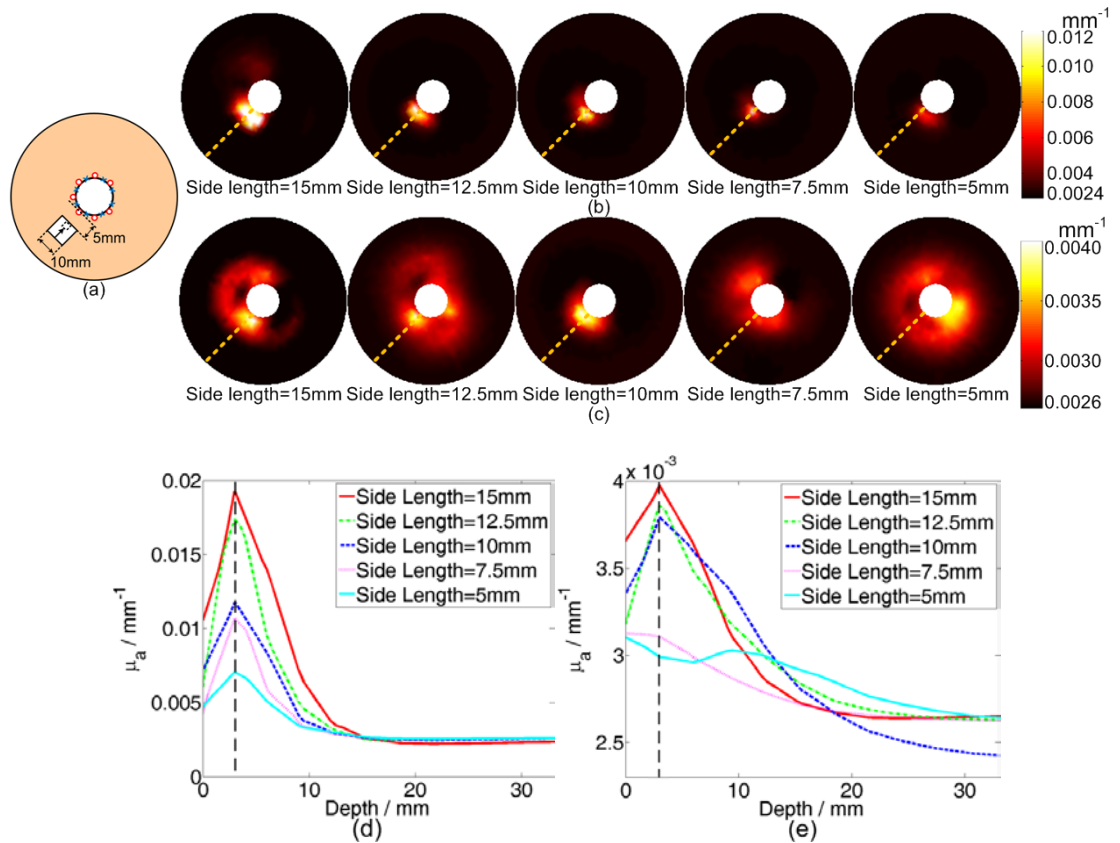 mm-1
0.012
0.010
0.008
0.006
0.004
0.0024
Side length=15mm Side length=12.5mm Side length=10mm Side length=7.5mm Side length=5mm
(b)
5mm
10mm
(a)
mm-1
0.0040
0.0035
0.0030
0.0026
Side length=15mm Side length=12.5mm Side length=10mm Side length=7.5mm Side length=5mm
(c)
0.02
0.015
0.01
0.005
0
μa / mm-1
Side Length=15mm
Side Length=12.5mm
Side Length=10mm
Side Length=7.5mm
Side Length=5mm
0 10 20 30
Depth / mm
(d)
4 x 10-3
3.5
3
2.5
μa / mm-1
Side Length=15mm
Side Length=12.5mm
Side Length=10mm
Side Length=7.5mm
Side Length=5mm
0 10 20 30
Depth / mm
(e)